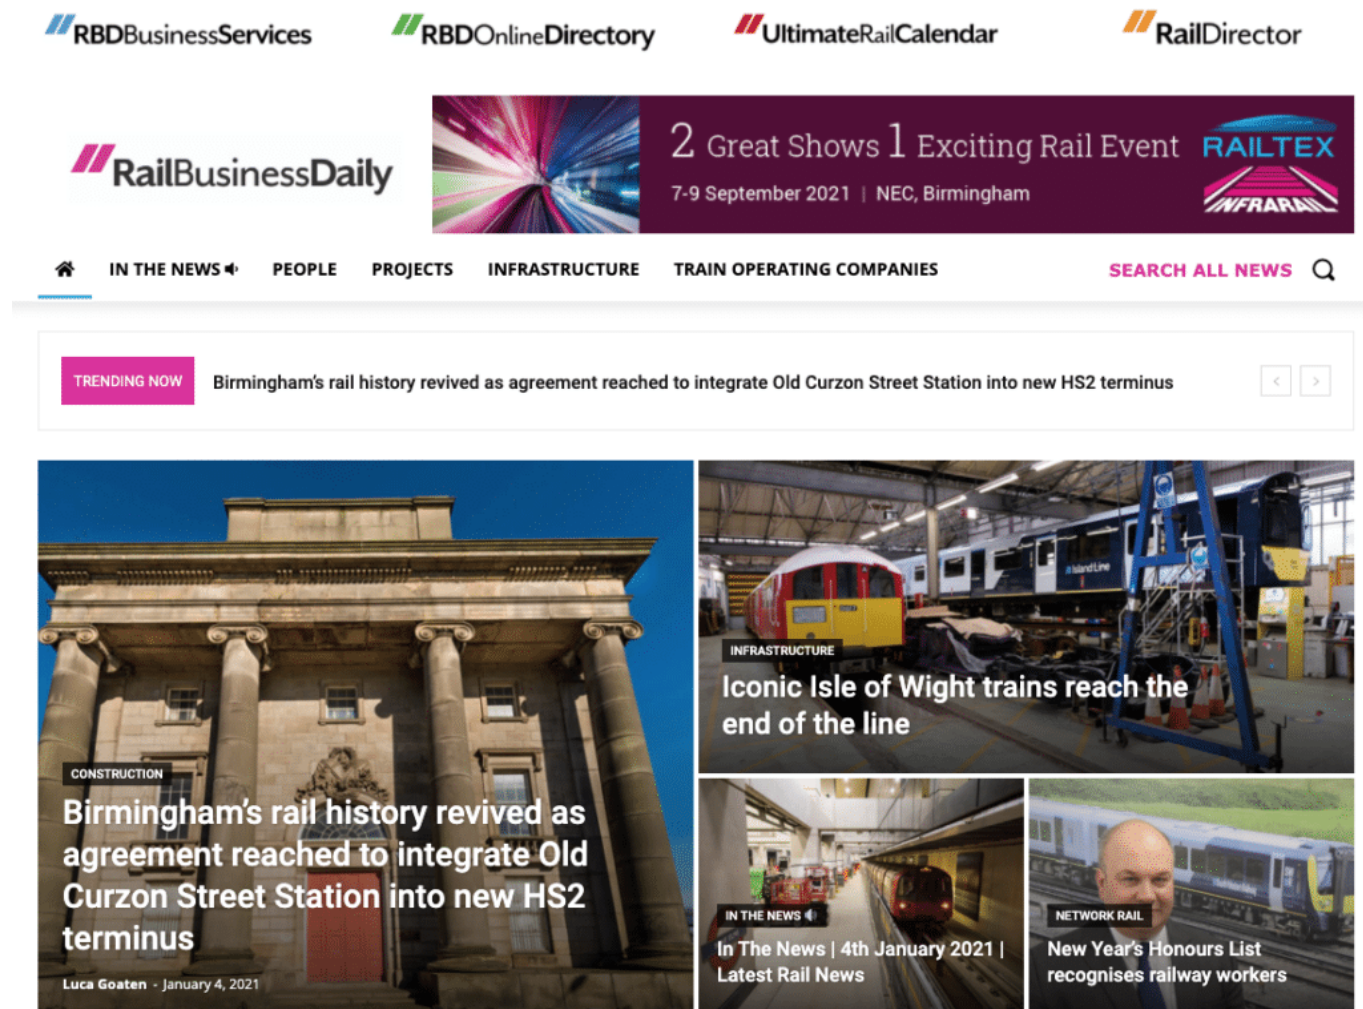 RBDBusinessServices
RBDOnlineDirectory
UltimateRailCalendar
RailDirector
RailBusinessDaily
2 Great Shows 1 Exciting Rail Event
7-9 September 2021 | NEC, Birmingham
RAILTEX
INFRARAIL
IN THE NEWS
PEOPLE
PROJECTS
INFRASTRUCTURE
TRAIN OPERATING COMPANIES
SEARCH ALL NEWS
TRENDING NOW
Birmingham's rail history revived as agreement reached to integrate Old Curzon Street Station into new HS2 terminus
CONSTRUCTION
Birmingham's rail history revived as
agreement reached to integrate Old
Curzon Street Station into new HS2
terminus
Luca Goaten - January 4, 2021
Island Line
INFRASTRUCTURE
Iconic Isle of Wight trains reach the
end of the line
IN THE NEWS
In The News | 4th January 2021 |
Latest Rail News
NETWORK RAIL
New Year's Honours List
recognises railway workers